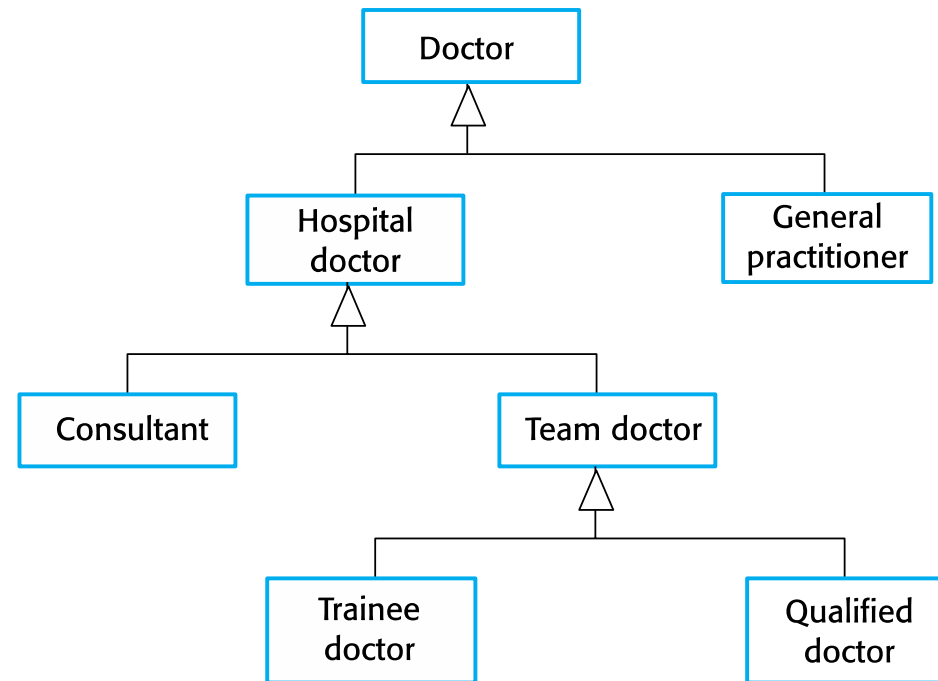 Doctor
Hospital
doctor
General
practitioner
Consultant
Team doctor
Trainee
doctor
Qualified
doctor